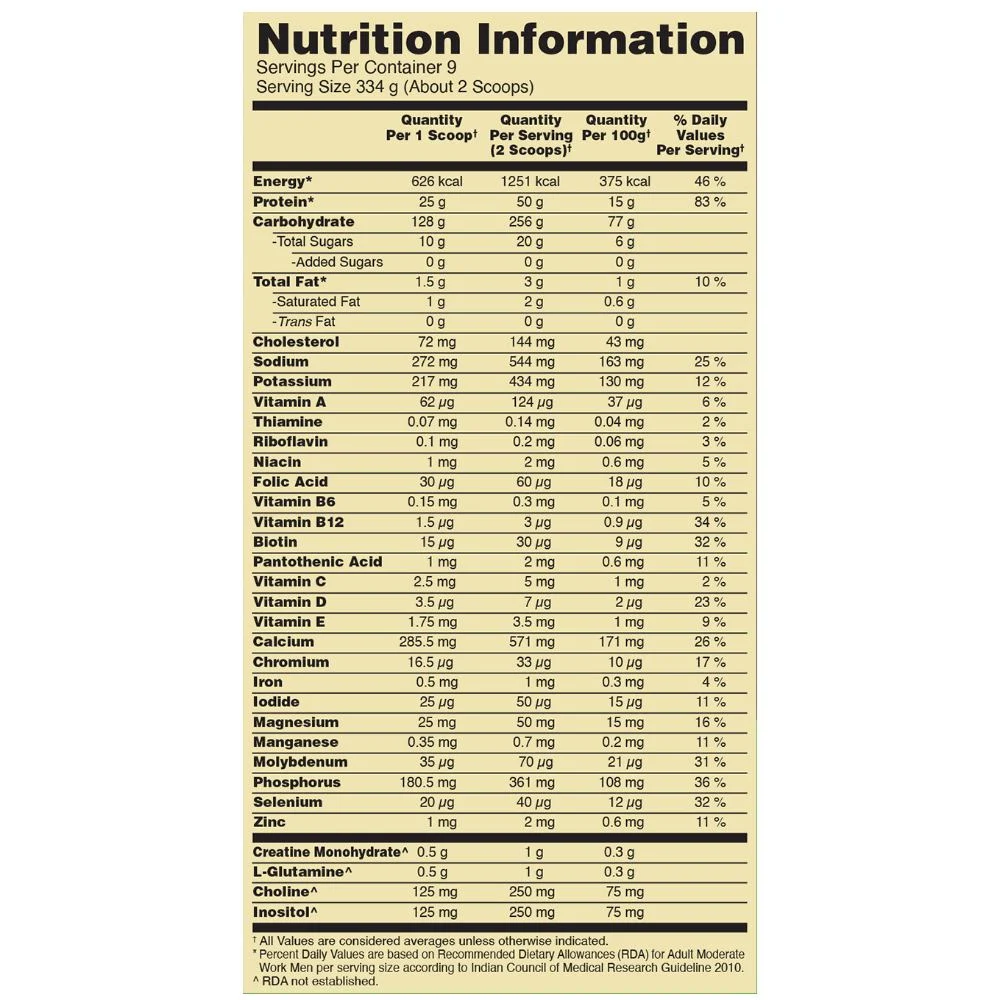 Nutrition Information
Servings Per Container 9
Serving Size 334 g (About 2 Scoops)
Quantity Per 1 Scoop† Quantity Per Serving (2 Scoops)† Quantity Per 100g† % Daily Values Per Serving†
Energy* 626 kcal 1251 kcal 375 kcal 46 %
Protein* 25 g 50 g 15 g 83 %
Carbohydrate 128 g 256 g 77 g
-Total Sugars 10 g 20 g 6 g
-Added Sugars 0 g 0 g 0 g
Total Fat* 1.5 g 3 g 1 g 10 %
-Saturated Fat 1 g 2 g 0.6 g
-Trans Fat 0 g 0 g 0 g
Cholesterol 72 mg 144 mg 43 mg
Sodium 272 mg 544 mg 163 mg 25 %
Potassium 217 mg 434 mg 130 mg 12 %
Vitamin A 62 µg 124 µg 37 µg 6 %
Thiamine 0.07 mg 0.14 mg 0.04 mg 2 %
Riboflavin 0.1 mg 0.2 mg 0.06 mg 3 %
Niacin 1 mg 2 mg 0.6 mg 5 %
Folic Acid 30 µg 60 µg 18 µg 10 %
Vitamin B6 0.15 mg 0.3 mg 0.1 mg 5 %
Vitamin B12 1.5 µg 3 µg 0.9 µg 34 %
Biotin 15 µg 30 µg 9 µg 32 %
Pantothenic Acid 1 mg 2 mg 0.6 mg 11 %
Vitamin C 2.5 mg 5 mg 1 mg 2 %
Vitamin D 3.5 µg 7 µg 2 µg 23 %
Vitamin E 1.75 mg 3.5 mg 1 mg 9 %
Calcium 285.5 mg 571 mg 171 mg 26 %
Chromium 16.5 µg 33 µg 10 µg 17 %
Iron 0.5 mg 1 mg 0.3 mg 4 %
Iodide 25 µg 50 µg 15 µg 11 %
Magnesium 25 mg 50 mg 15 mg 16 %
Manganese 0.35 mg 0.7 mg 0.2 mg 11 %
Molybdenum 35 µg 70 µg 21 µg 31 %
Phosphorus 180.5 mg 361 mg 108 mg 36 %
Selenium 20 µg 40 µg 12 µg 32 %
Zinc 1 mg 2 mg 0.6 mg 11 %
Creatine Monohydrate^ 0.5 g 1 g 0.3 g
L-Glutamine^ 0.5 g 1 g 0.3 g
Choline^ 125 mg 250 mg 75 mg
Inositol^ 125 mg 250 mg 75 mg
† All Values are considered averages unless otherwise indicated.
* Percent Daily Values are based on Recommended Dietary Allowances (RDA) for Adult Moderate
Work Men per serving size according to Indian Council of Medical Research Guideline 2010.
^ RDA not established.